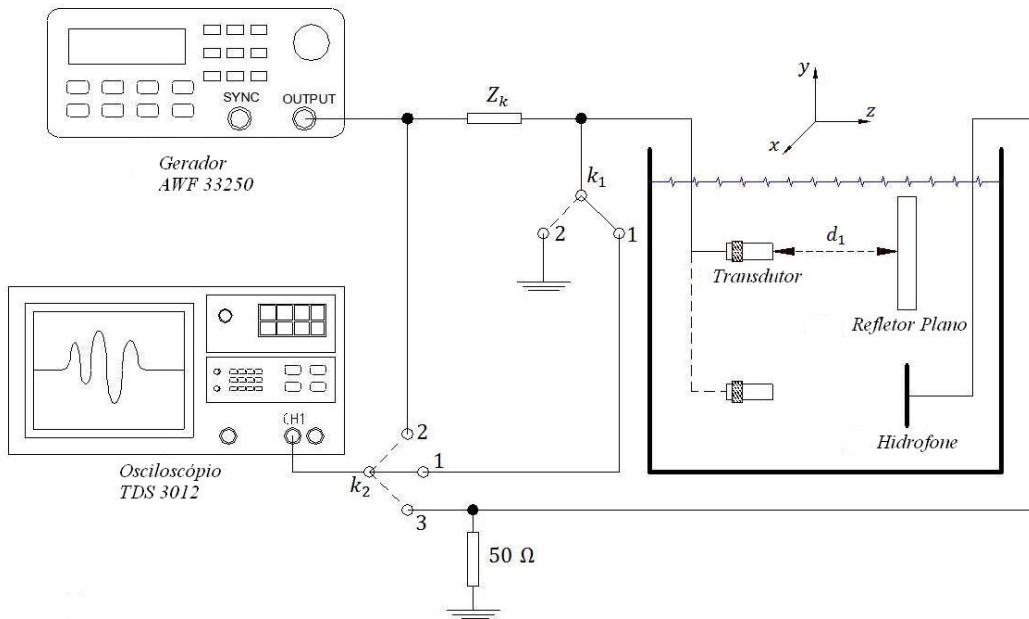 SYNC
OUTPUT
Gerador
AWF 33250
Z_k
k_1
2
1
y
z
x
d_1
Transdutor
Refletor Plano
Hidrofone
CH1
Osciloscópio
TDS 3012
2
1
k_2
3
50 Ω